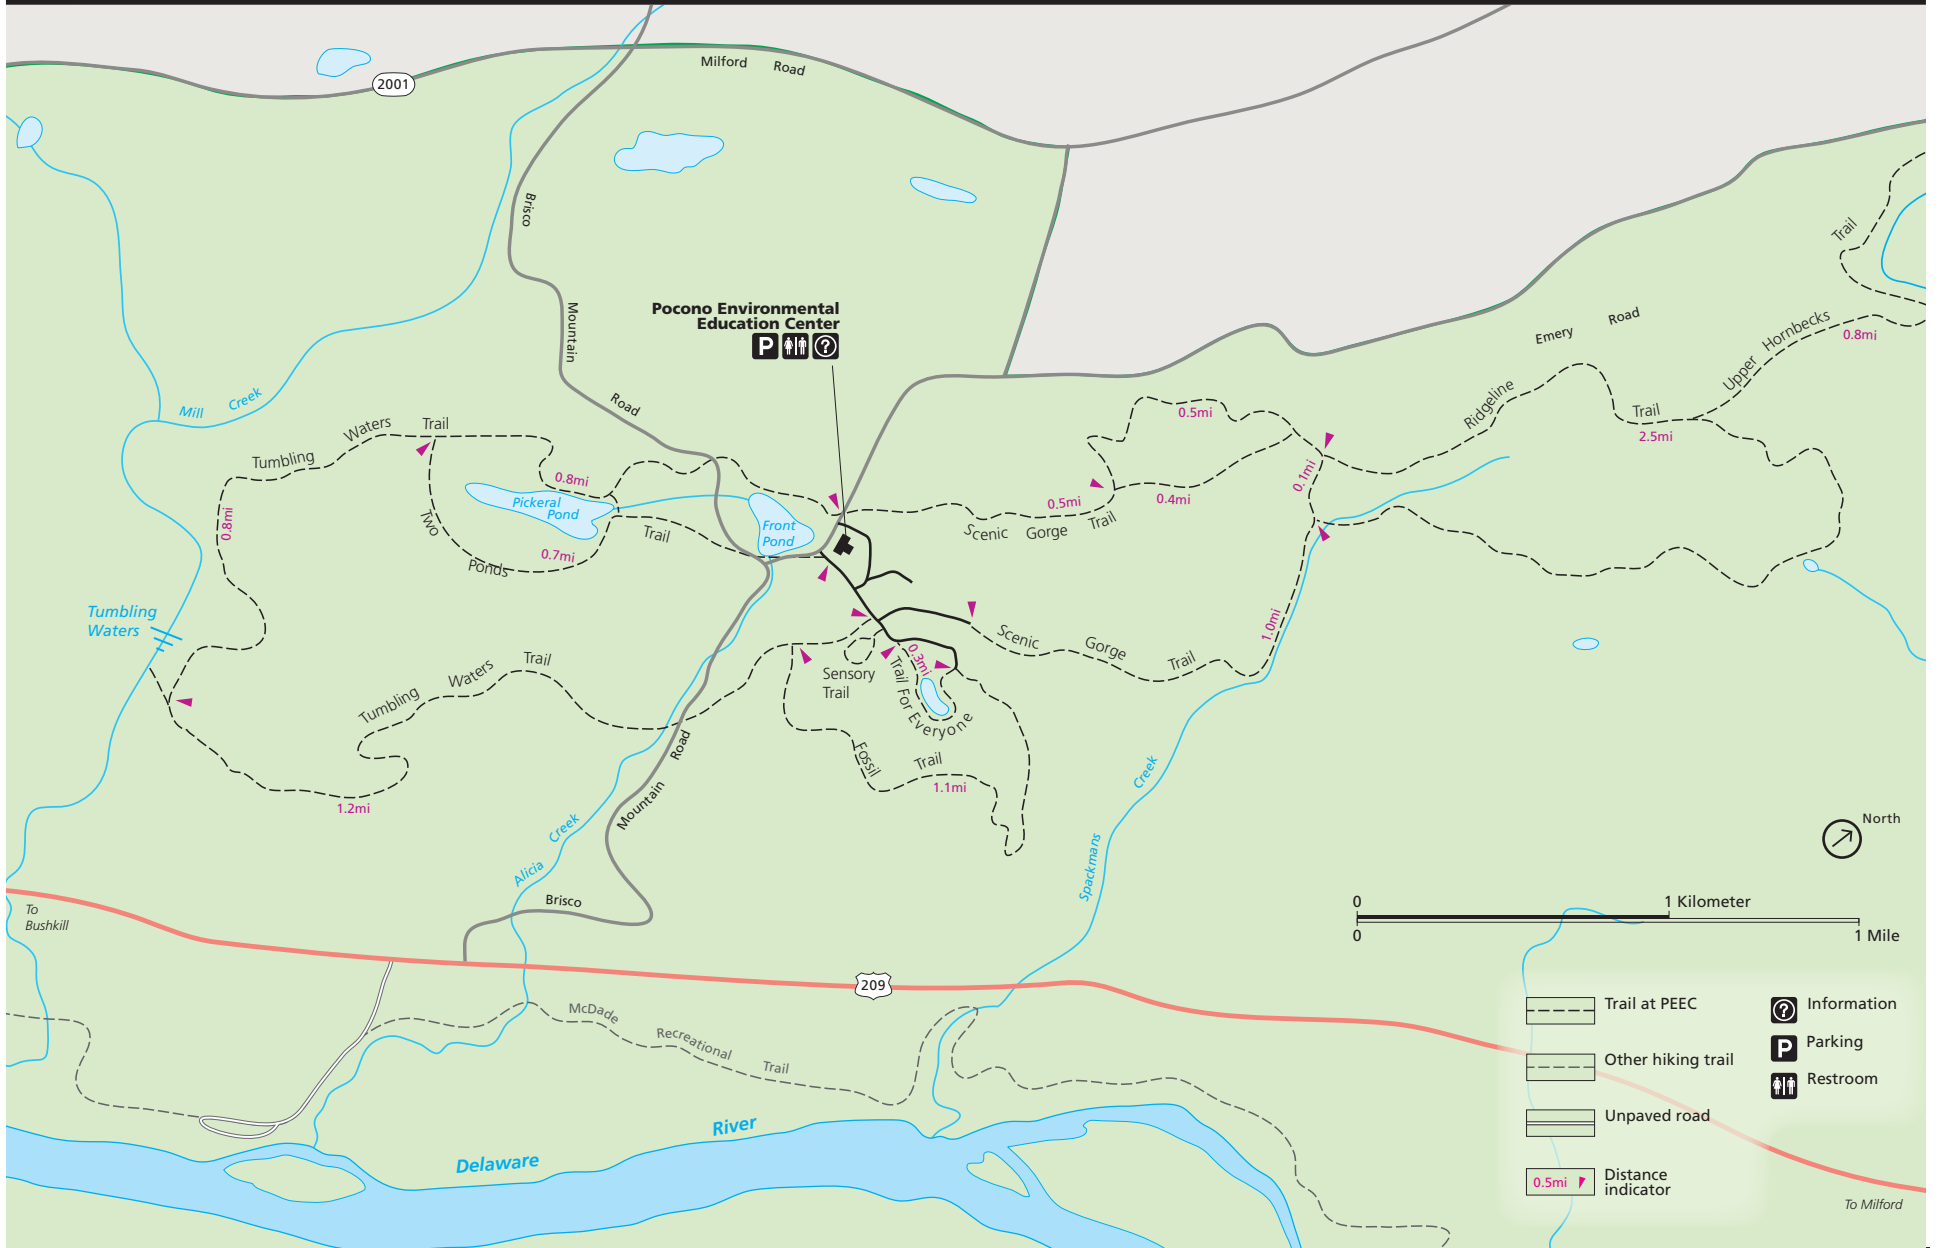 2001
Milford Road
Brisco
Mountain
Road
Pocono Environmental
Education Center
P
?
Trail
Emery Road
Upper Hornbecks
0.8mi
Ridgeline
Trail
2.5mi
Mill Creek
Tumbling Waters Trail
0.8mi
0.8mi
Pickeral
Pond
Two
Ponds
Trail
0.7mi
Front
Pond
0.5mi
0.5mi
0.4mi
0.1mi
Scenic Gorge Trail
1.0mi
Scenic Gorge Trail
Tumbling
Waters
Tumbling Waters Trail
1.2mi
Sensory
Trail
0.3mi
Trail For Everyone
Fossil Trail
1.1mi
Mountain Road
Brisco
Alicia Creek
Spackmans Creek
North
0 1 Kilometer
0 1 Mile
To
Bushkill
209
McDade Recreational Trail
Delaware River
Trail at PEEC
Other hiking trail
Unpaved road
0.5mi
Distance
indicator
?
Information
P
Parking
Restroom
To Milford